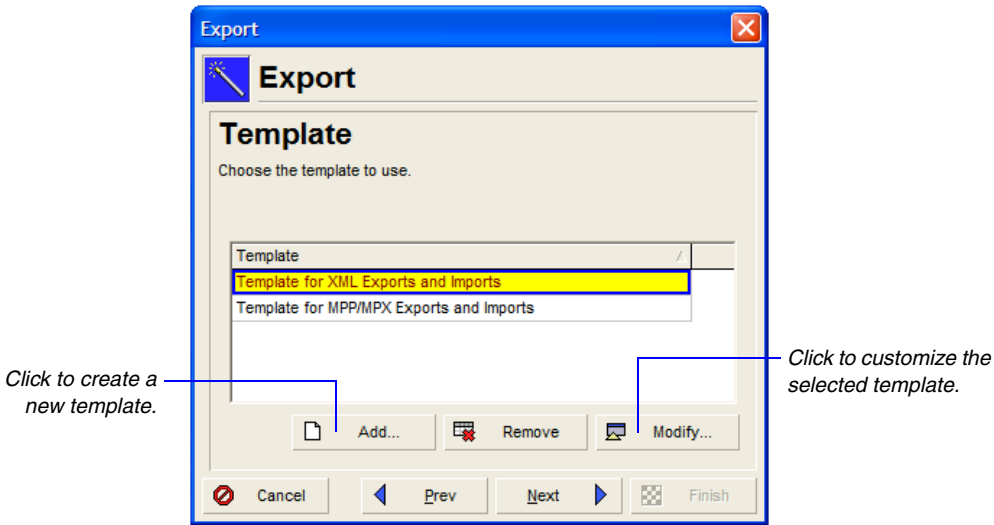 Export
Export
Template
Choose the template to use.
Template
Template for XML Exports and Imports
Template for MPP/MPX Exports and Imports
Click to create a
new template.
Click to customize the
selected template.
Add...
Remove
Modify...
Cancel
Prev
Next
Finish